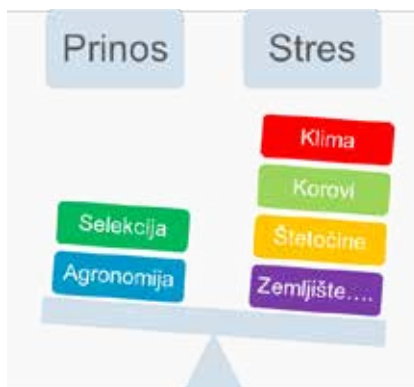 Prinos
Stres
Klima
Korovi
Štetočine
Zemljište....
Selekcija
Agronomija